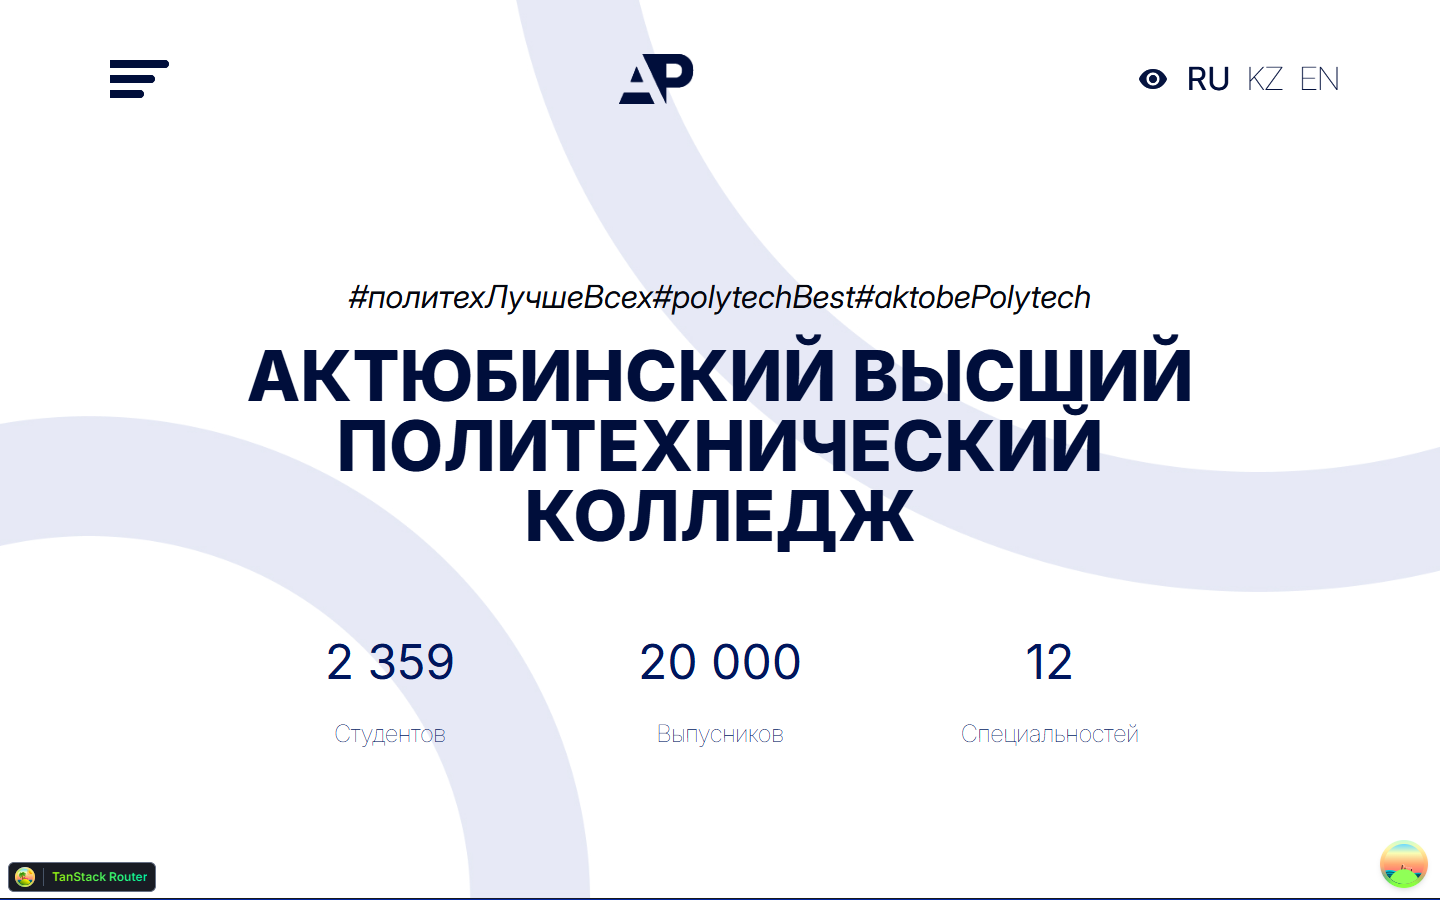 AP
RU KZ EN
#политехЛучшеВсех#polytechBest#aktobePolytech
АКТЮБИНСКИЙ ВЫСШИЙ
ПОЛИТЕХНИЧЕСКИЙ
КОЛЛЕДЖ
2 359
20 000
12
Студентов
Выпусников
Специальностей
TanStack Router